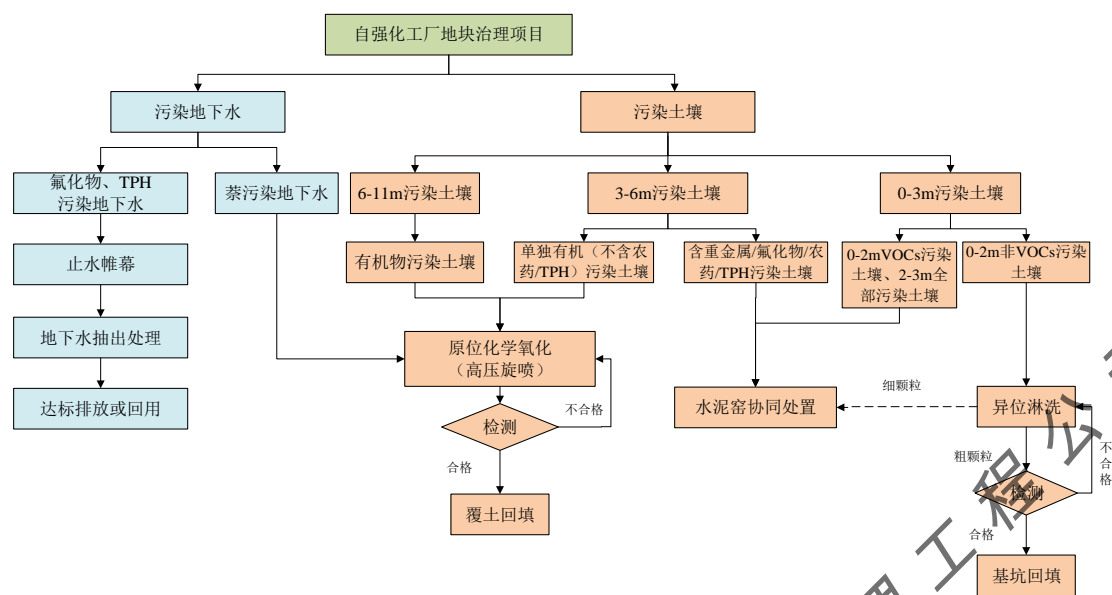 自强化工厂地块治理项目
污染地下水
污染土壤
氟化物、TPH
污染地下水
萘污染地下水
6-11m污染土壤
3-6m污染土壤
0-3m污染土壤
止水帷幕
有机物污染土壤
单独有机（不含农
药/TPH）污染土壤
含重金属/氟化物/农
药/TPH污染土壤
0-2mVOCs污染
土壤、2-3m全
部污染土壤
0-2m非VOCs污染
土壤
地下水抽出处理
原位化学氧化
（高压旋喷）
达标排放或回用
检测
不合格
合格
覆土回填
水泥窑协同处置
细颗粒
异位淋洗
粗颗粒
不
合
格
检测
合格
基坑回填
理工程公